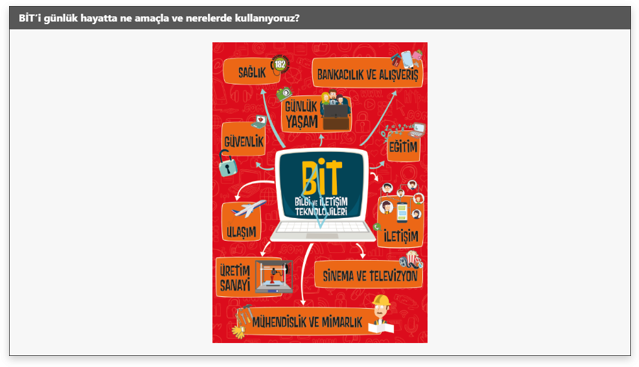 BİT'i günlük hayatta ne amaçla ve nerelerde kullanıyoruz?
SAĞLIK
182
BANKACILIK VE ALIŞVERİŞ
GÜNLÜK
YAŞAM
GÜVENLİK
EĞİTİM
BİT
BİLGİ VE İLETİŞİM
TEKNOLOJİLERİ
ULAŞIM
İLETİŞİM
ÜRETİM
SANAYİ
SİNEMA VE TELEVİZYON
MÜHENDİSLİK VE MİMARLIK